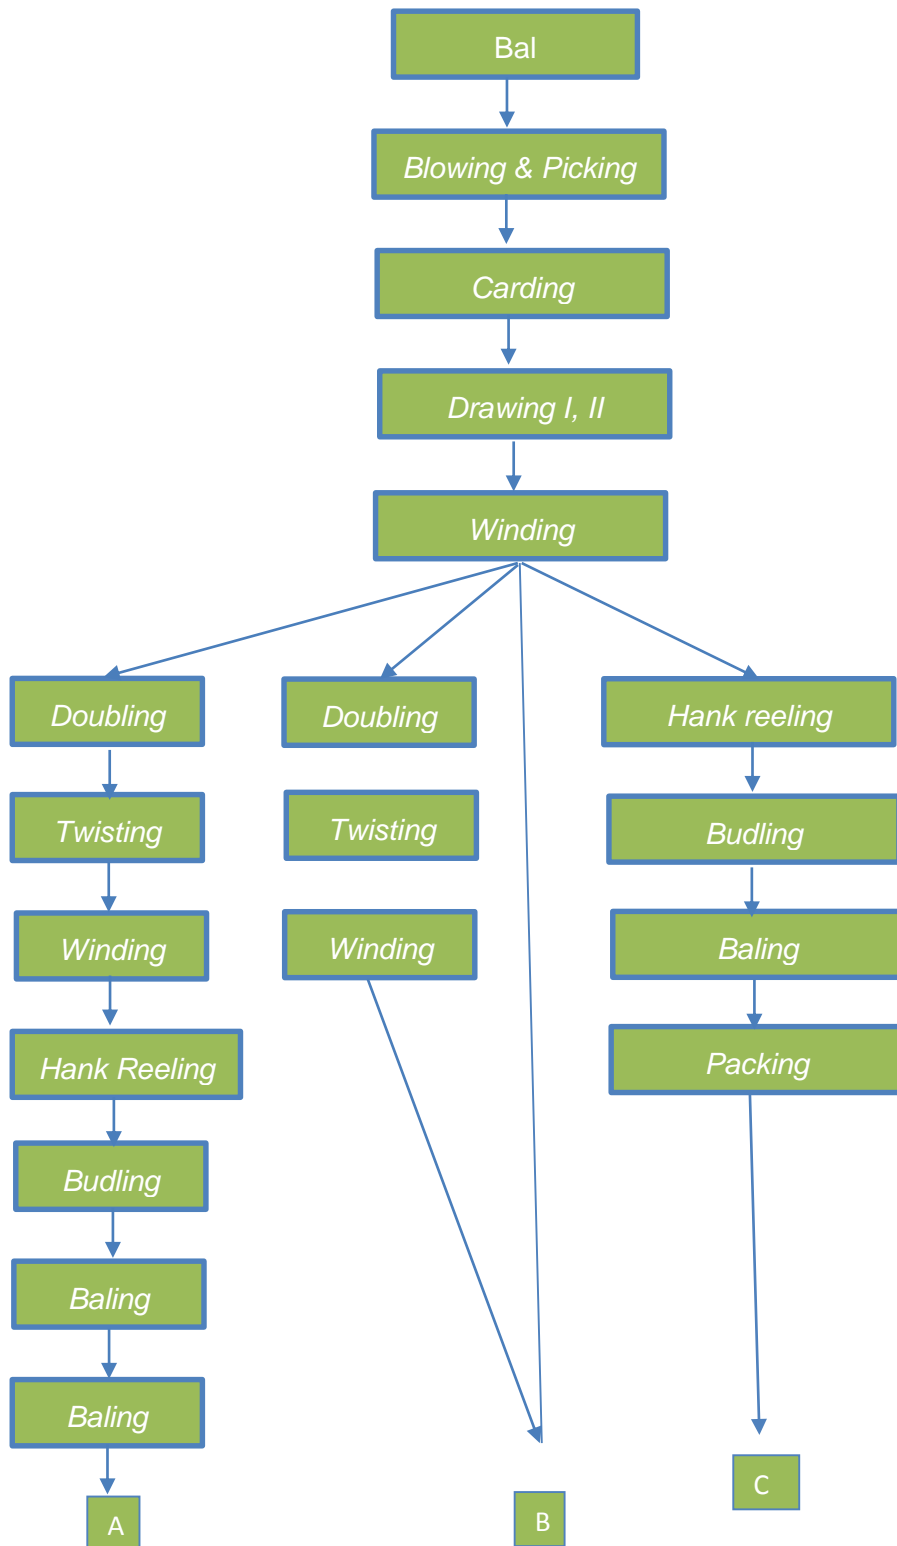 Bal
Blowing & Picking
Carding
Drawing I, II
Winding
Doubling
Twisting
Winding
Hank Reeling
Budling
Baling
Baling
A
Doubling
Twisting
Winding
B
Hank reeling
Budling
Baling
Packing
C